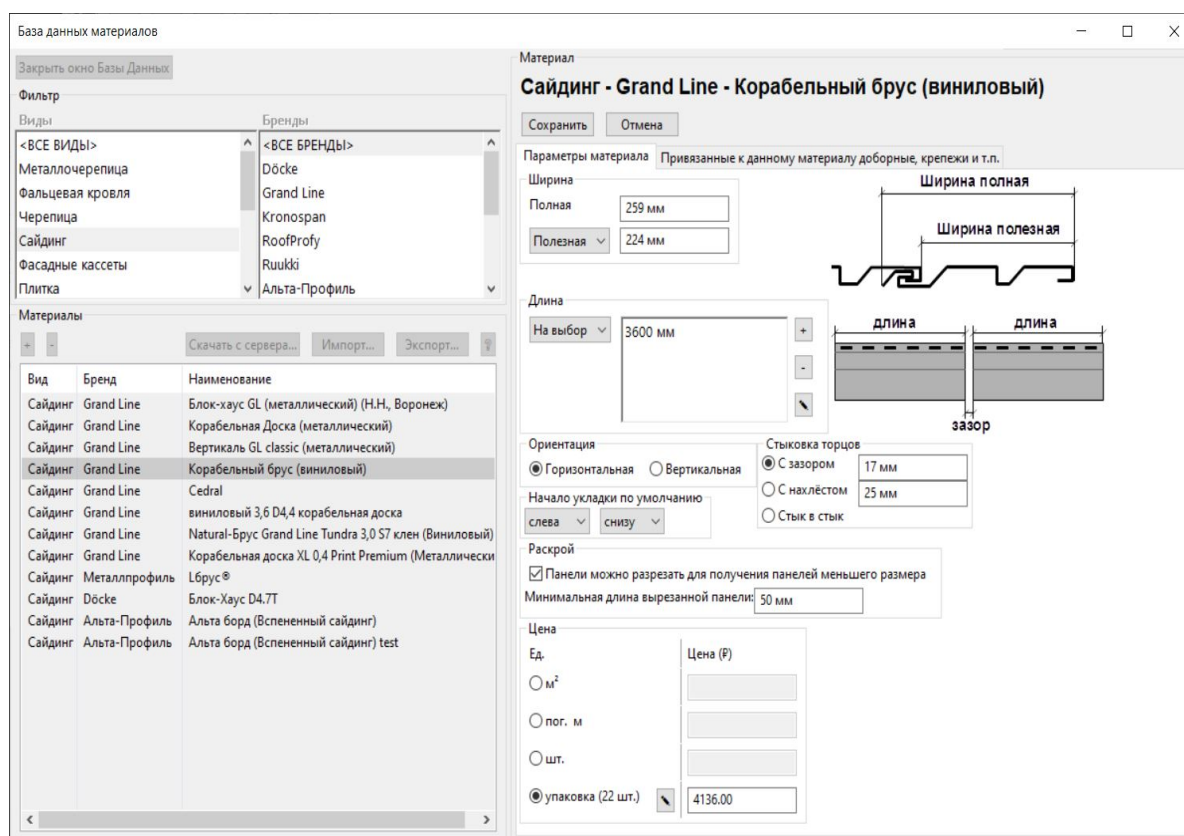 База данных материалов
Закрыть окно Базы Данных
Фильтр
Виды
Бренды
<ВСЕ ВИДЫ>
Металлочерепица
Фальцевая кровля
Черепица
Сайдинг
Фасадные кассеты
Плитка
<ВСЕ БРЕНДЫ>
Döcke
Grand Line
Kronospan
RoofProfy
Ruukki
Альта-Профиль
Материалы
+ -
Скачать с сервера... Импорт... Экспорт... ?
Вид Бренд Наименование
Сайдинг Grand Line Блок-хаус GL (металлический) (Н.Н., Воронеж)
Сайдинг Grand Line Корабельная Доска (металлический)
Сайдинг Grand Line Вертикаль GL classic (металлический)
Сайдинг Grand Line Корабельный брус (виниловый)
Сайдинг Grand Line Cedral
Сайдинг Grand Line виниловый 3,6 D4,4 корабельная доска
Сайдинг Grand Line Natural-Брус Grand Line Tundra 3,0 S7 клен (Виниловый)
Сайдинг Grand Line Корабельная доска XL 0,4 Print Premium (Металлически
Сайдинг Металлпрофиль Lбрус®
Сайдинг Döcke Блок-Хаус D4.7T
Сайдинг Альта-Профиль Альта борд (Вспененный сайдинг)
Сайдинг Альта-Профиль Альта борд (Вспененный сайдинг) test
Материал
Сайдинг - Grand Line - Корабельный брус (виниловый)
Сохранить Отмена
Параметры материала Привязанные к данному материалу доборные, крепежи и т.п.
Ширина
Полная 259 мм
Полезная 224 мм
Ширина полная
Ширина полезная
Длина
На выбор 3600 мм
+
-
длина длина
зазор
Ориентация
Горизонтальная Вертикальная
Стыковка торцов
С зазором 17 мм
С нахлёстом 25 мм
Стык в стык
Начало укладки по умолчанию
слева снизу
Раскрой
Панели можно разрезать для получения панелей меньшего размера
Минимальная длина вырезанной панели: 50 мм
Цена
Ед. Цена (₽)
м²
пог. м
шт.
упаковка (22 шт.) 4136.00